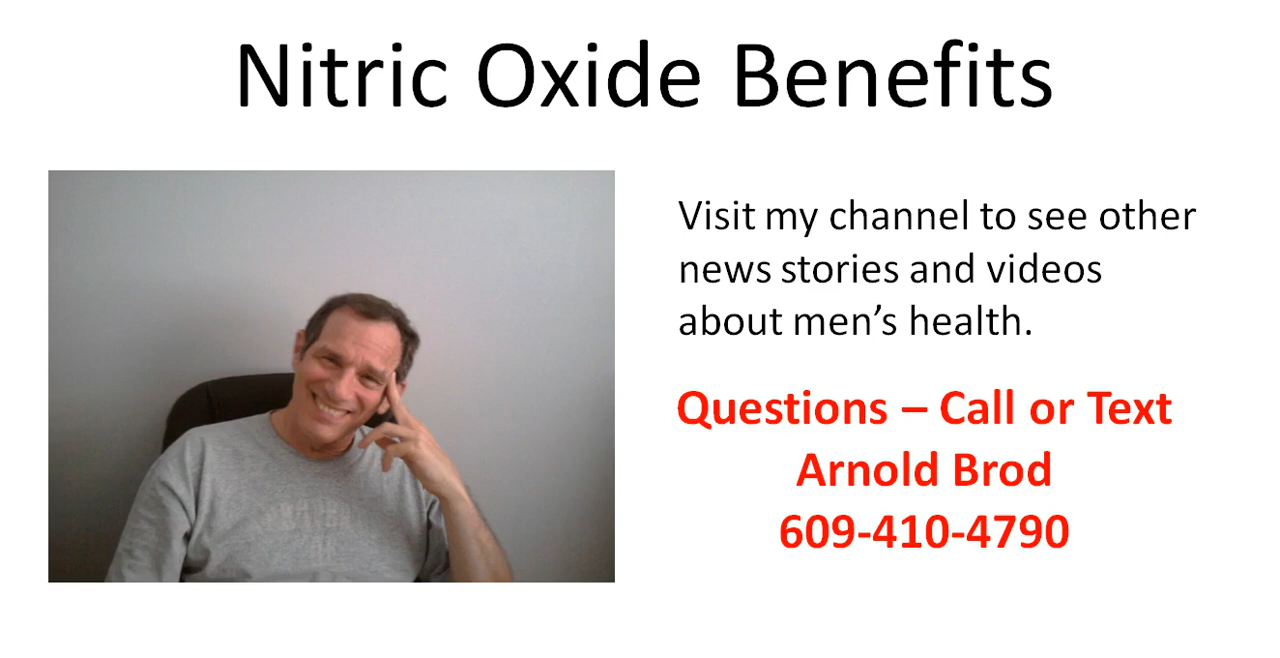 Nitric Oxide Benefits
Visit my channel to see other
news stories and videos
about men’s health.
Questions – Call or Text
Arnold Brod
609-410-4790